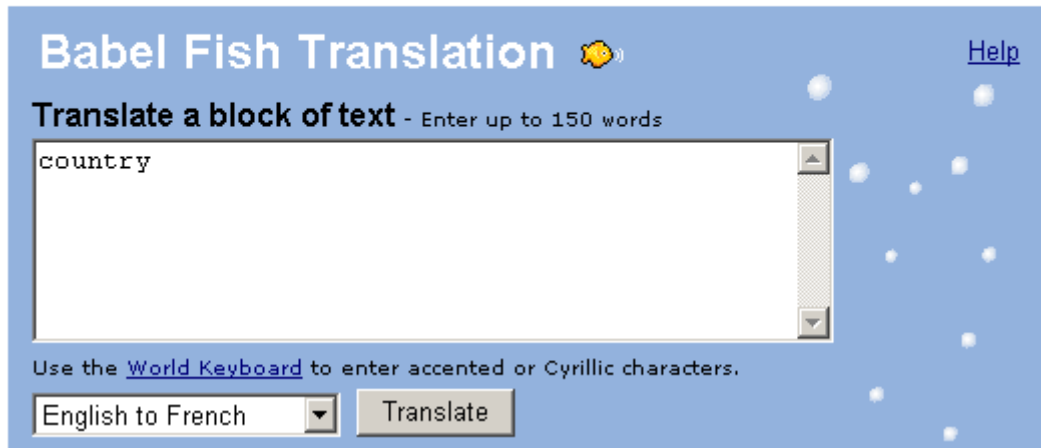 Babel Fish Translation
Help
Translate a block of text - Enter up to 150 words
country
Use the World Keyboard to enter accented or Cyrillic characters.
English to French
Translate